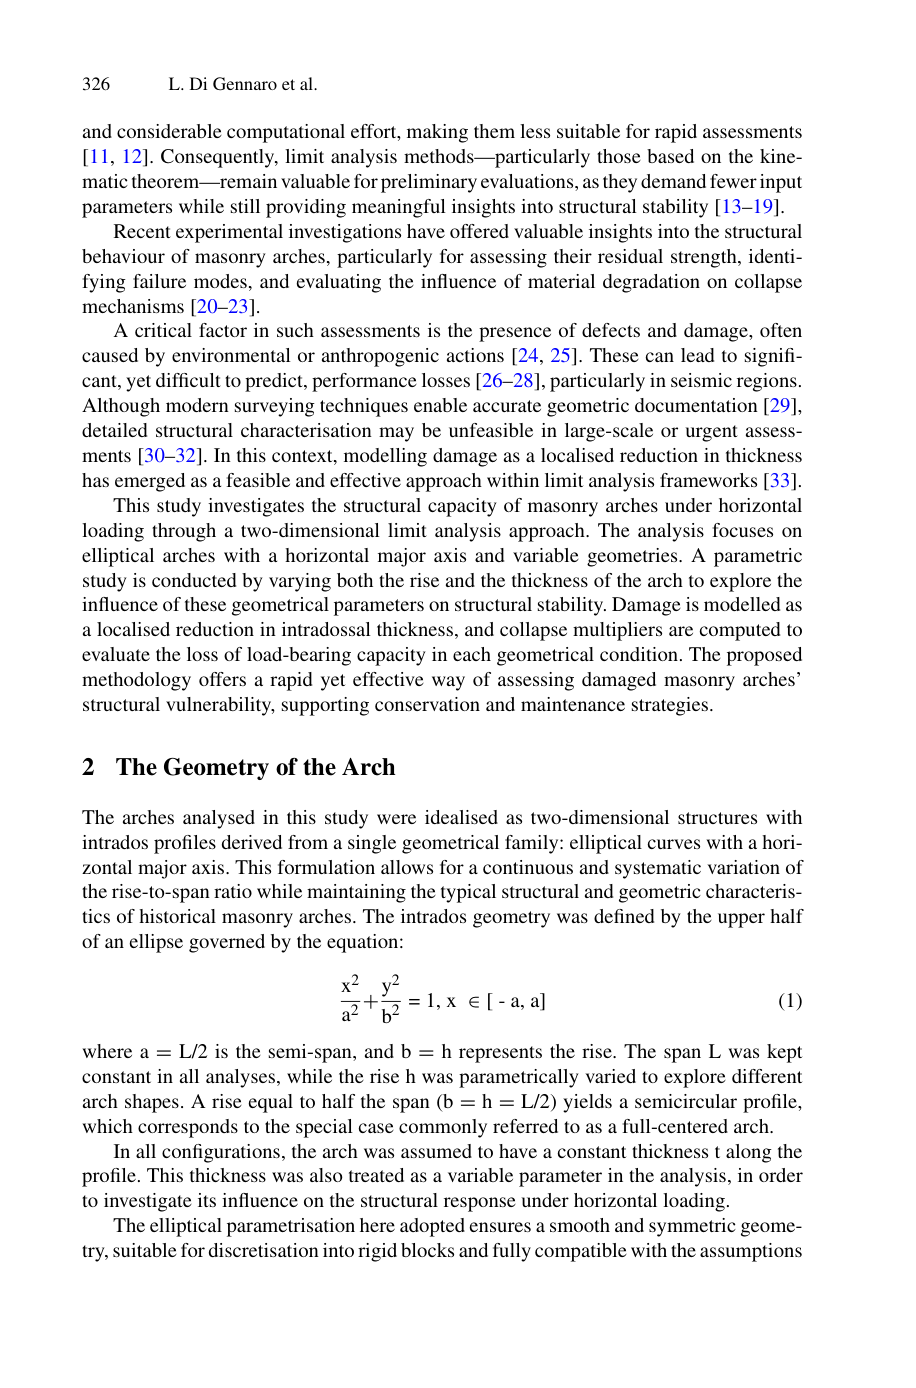 326 L. Di Gennaro et al.
and considerable computational effort, making them less suitable for rapid assessments
[11, 12]. Consequently, limit analysis methods—particularly those based on the kine-
matic theorem—remain valuable for preliminary evaluations, as they demand fewer input
parameters while still providing meaningful insights into structural stability [13–19].
Recent experimental investigations have offered valuable insights into the structural
behaviour of masonry arches, particularly for assessing their residual strength, identi-
fying failure modes, and evaluating the influence of material degradation on collapse
mechanisms [20–23].
A critical factor in such assessments is the presence of defects and damage, often
caused by environmental or anthropogenic actions [24, 25]. These can lead to signifi-
cant, yet difficult to predict, performance losses [26–28], particularly in seismic regions.
Although modern surveying techniques enable accurate geometric documentation [29],
detailed structural characterisation may be unfeasible in large-scale or urgent assess-
ments [30–32]. In this context, modelling damage as a localised reduction in thickness
has emerged as a feasible and effective approach within limit analysis frameworks [33].
This study investigates the structural capacity of masonry arches under horizontal
loading through a two-dimensional limit analysis approach. The analysis focuses on
elliptical arches with a horizontal major axis and variable geometries. A parametric
study is conducted by varying both the rise and the thickness of the arch to explore the
influence of these geometrical parameters on structural stability. Damage is modelled as
a localised reduction in intradossal thickness, and collapse multipliers are computed to
evaluate the loss of load-bearing capacity in each geometrical condition. The proposed
methodology offers a rapid yet effective way of assessing damaged masonry arches’
structural vulnerability, supporting conservation and maintenance strategies.
2 The Geometry of the Arch
The arches analysed in this study were idealised as two-dimensional structures with
intrados profiles derived from a single geometrical family: elliptical curves with a hori-
zontal major axis. This formulation allows for a continuous and systematic variation of
the rise-to-span ratio while maintaining the typical structural and geometric characteris-
tics of historical masonry arches. The intrados geometry was defined by the upper half
of an ellipse governed by the equation:
x²/a² + y²/b² = 1, x ∈ [ - a, a] (1)
where a = L/2 is the semi-span, and b = h represents the rise. The span L was kept
constant in all analyses, while the rise h was parametrically varied to explore different
arch shapes. A rise equal to half the span (b = h = L/2) yields a semicircular profile,
which corresponds to the special case commonly referred to as a full-centered arch.
In all configurations, the arch was assumed to have a constant thickness t along the
profile. This thickness was also treated as a variable parameter in the analysis, in order
to investigate its influence on the structural response under horizontal loading.
The elliptical parametrisation here adopted ensures a smooth and symmetric geome-
try, suitable for discretisation into rigid blocks and fully compatible with the assumptions